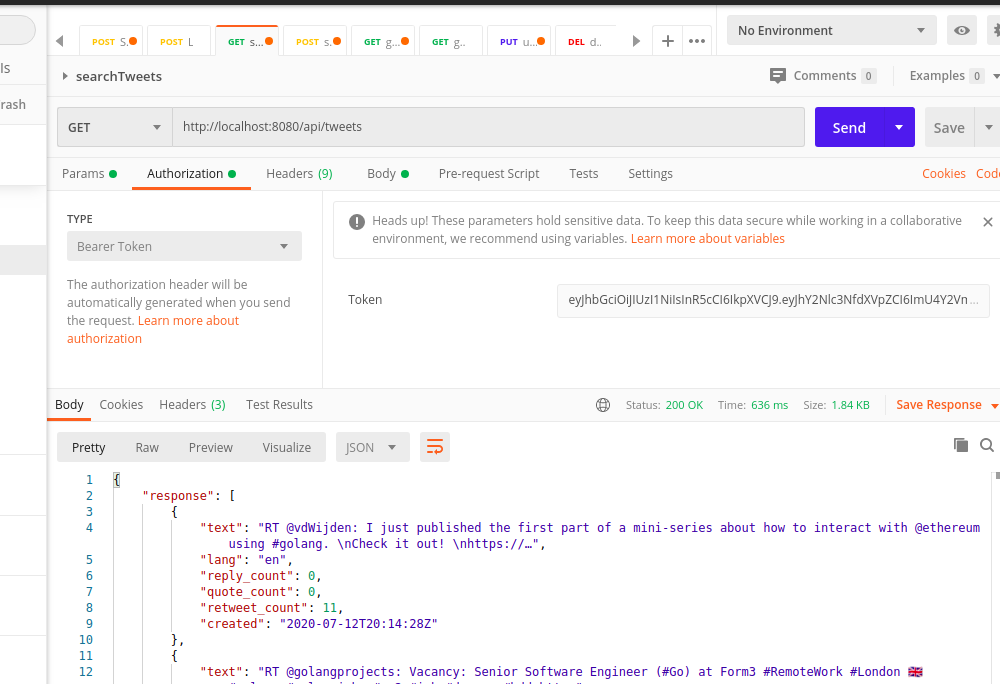 POST S. POST L GET s... POST s. GET g... GET g.. PUT u... DEL d..
No Environment
ls
searchTweets
Comments 0 Examples 0
rash
GET http://localhost:8080/api/tweets Send Save
Params Authorization Headers (9) Body Pre-request Script Tests Settings Cookies Code
TYPE
Bearer Token
The authorization header will be
automatically generated when you send
the request. Learn more about
authorization
Heads up! These parameters hold sensitive data. To keep this data secure while working in a collaborative
environment, we recommend using variables. Learn more about variables
Token eyJhbGciOiJIUzI1NiIsInR5cCI6IkpXVCJ9.eyJhY2Nlc3NfdXVpZCI6ImU4Y2Vn...
Body Cookies Headers (3) Test Results Status: 200 OK Time: 636 ms Size: 1.84 KB Save Response
Pretty Raw Preview Visualize JSON
1 {
2 "response": [
3 {
4 "text": "RT @vdWijden: I just published the first part of a mini-series about how to interact with @ethereum
using #golang. \nCheck it out! \nhttps://…",
5 "lang": "en",
6 "reply_count": 0,
7 "quote_count": 0,
8 "retweet_count": 11,
9 "created": "2020-07-12T20:14:28Z"
10 },
11 {
12 "text": "RT @golangprojects: Vacancy: Senior Software Engineer (#Go) at Form3 #RemoteWork #London 🇬🇧